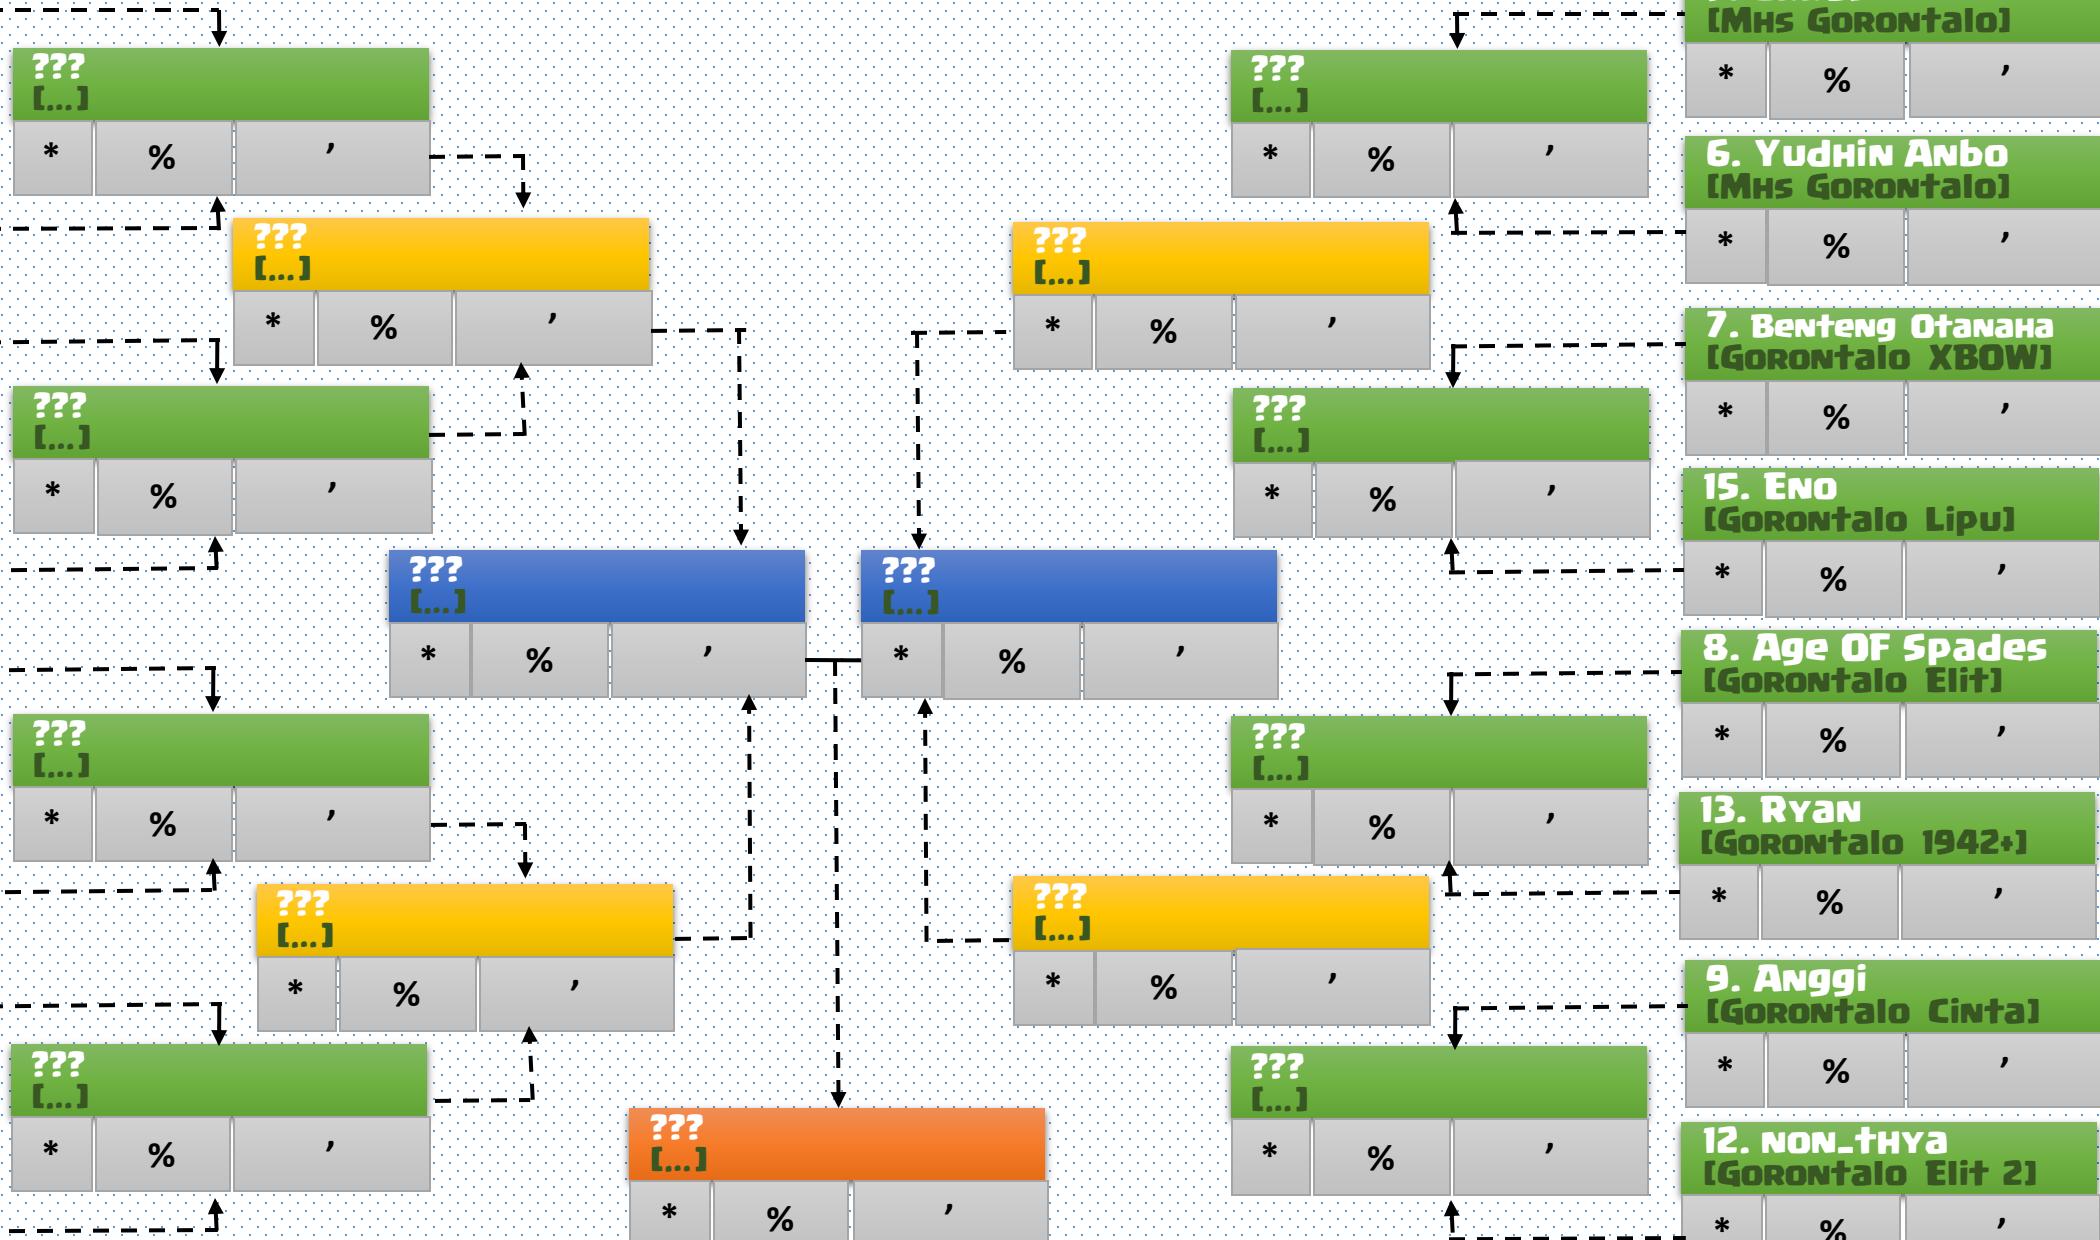 ???
[...]
* % ’
???
[...]
* % ’
???
[...]
* % ’
???
[...]
* % ’
???
[...]
* % ’
???
[...]
* % ’
???
[...]
* % ’
???
[...]
* % ’
???
[...]
* % ’
???
[...]
* % ’
???
[...]
* % ’
???
[...]
* % ’
???
[...]
* % ’
???
[...]
* % ’
???
[...]
* % ’
[Mhs Gorontalo]
* % ’
6. Yudhin Anbo
[Mhs Gorontalo]
* % ’
7. Benteng Otanaha
[Gorontalo XBOW]
* % ’
15. Eno
[Gorontalo Lipu]
* % ’
8. Age OF Spades
[Gorontalo Elit]
* % ’
13. Ryan
[Gorontalo 1942+]
* % ’
9. Anggi
[Gorontalo Cinta]
* % ’
12. non_thya
[Gorontalo Elit 2]
* % ’